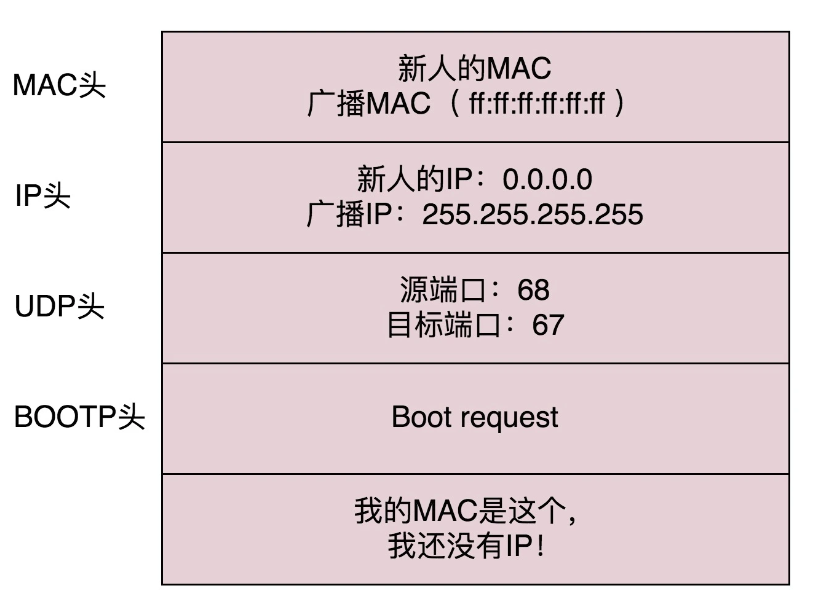 MAC头
新人的MAC
广播MAC（ff:ff:ff:ff:ff:ff）
IP头
新人的IP：0.0.0.0
广播IP：255.255.255.255
UDP头
源端口：68
目标端口：67
BOOTP头
Boot request
我的MAC是这个，
我还没有IP！